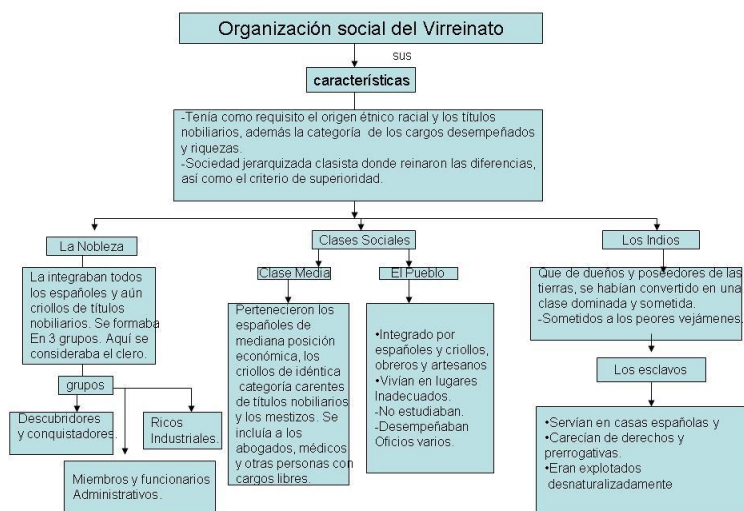 Organización social del Virreinato
sus
características
-Tenía como requisito el origen étnico racial y los títulos
nobiliarios, además la categoría de los cargos desempeñados
y riquezas.
-Sociedad jerarquizada clasista donde reinaron las diferencias,
así como el criterio de superioridad.
La Nobleza
La integraban todos
los españoles y aún
criollos de títulos
nobiliarios. Se formaba
En 3 grupos. Aquí se
consideraba el clero.
grupos
Descubridores
y conquistadores.
Ricos
Industriales.
Miembros y funcionarios
Administrativos.
Clases Sociales
Clase Media
Pertenecieron los
españoles de
mediana posición
económica, los
criollos de idéntica
categoría carentes
de títulos nobiliarios
y los mestizos. Se
incluía a los
abogados, médicos
y otras personas con
cargos libres.
El Pueblo
•Integrado por
españoles y criollos,
obreros y artesanos
•Vivían en lugares
Inadecuados.
-No estudiaban.
-Desempeñaban
Oficios varios.
Los Indios
Que de dueños y poseedores de las
tierras, se habían convertido en una
clase dominada y sometida.
-Sometidos a los peores vejámenes.
Los esclavos
•Servían en casas españolas y
•Carecían de derechos y
prerrogativas.
•Eran explotados
desnaturalizadamente